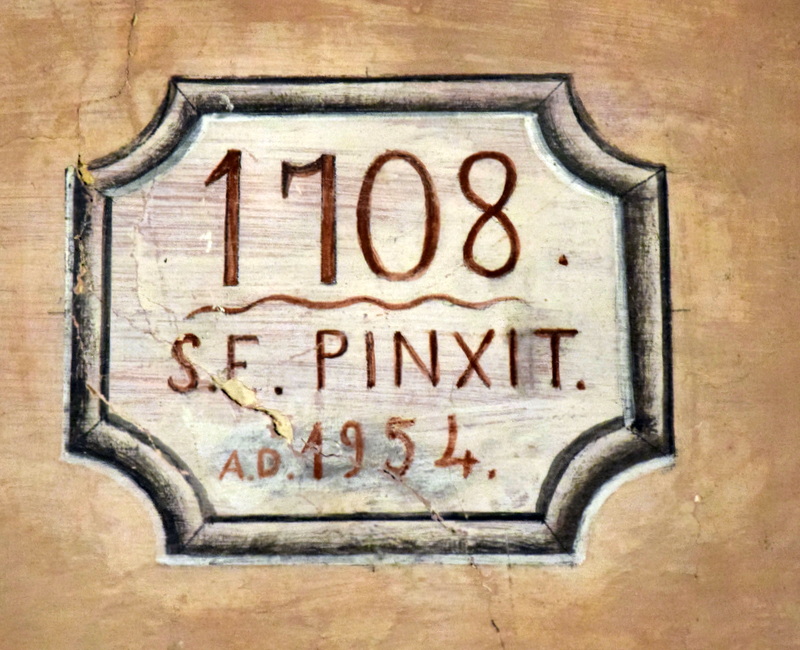 1708.
S.F. PINXIT.
A.D. 1954.